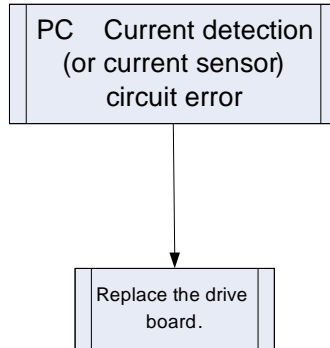 PC Current detection
(or current sensor)
circuit error
Replace the drive
board.